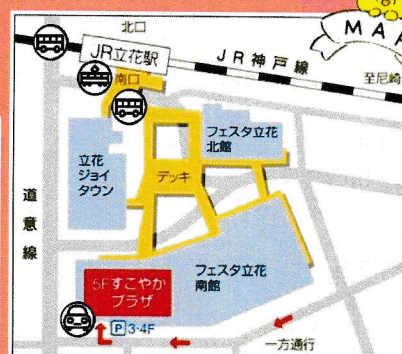 北口
MAP
JR立花駅
JR神戸線
南口
至尼崎
フェスタ立花
北館
立花
ジョイ
タウン
デッキ
道意線
フェスタ立花
南館
5Fすこやか
プラザ
P3・4F
一方通行